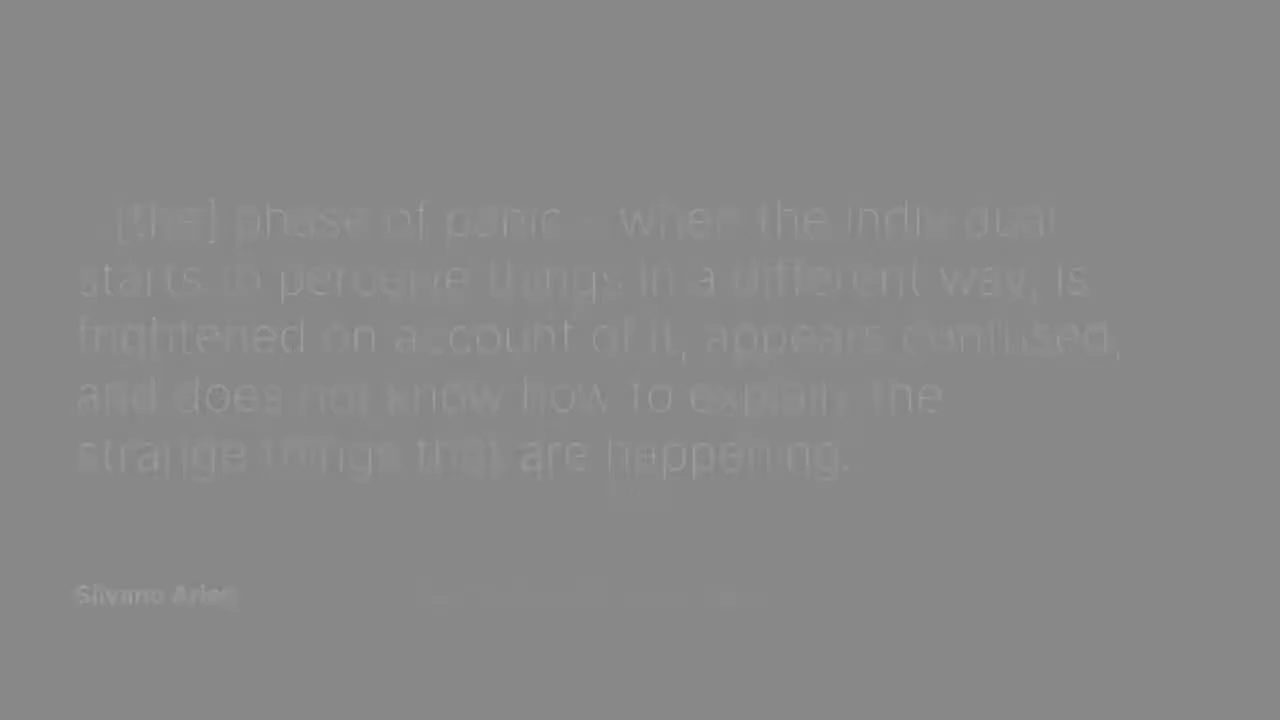 [the] phase of panic - when the individual
starts to perceive things in a different way, is
frightened on account of it, appears confused,
and does not know how to explain the
strange things that are happening.
Silvano Arieti